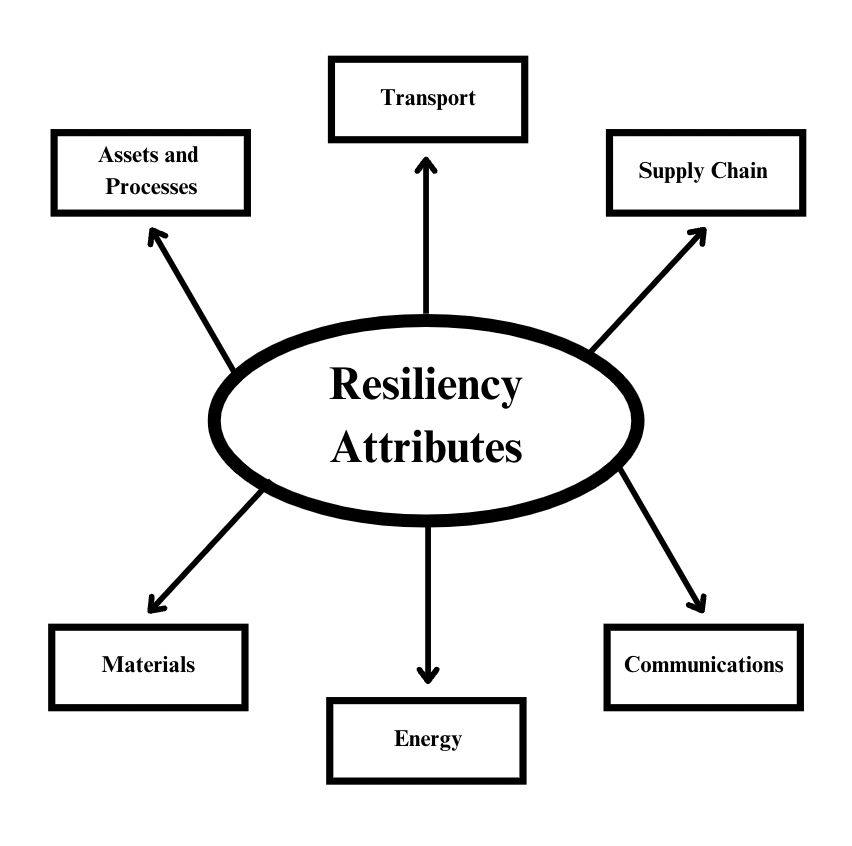 Transport
Assets and
Processes
Supply Chain
Resiliency
Attributes
Materials
Communications
Energy